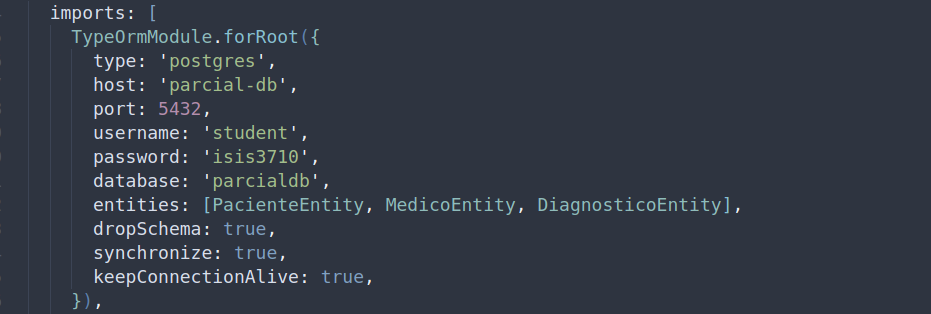 imports: [
TypeOrmModule.forRoot({
type: 'postgres',
host: 'parcial-db',
port: 5432,
username: 'student',
password: 'isis3710',
database: 'parcialdb',
entities: [PacienteEntity, MedicoEntity, DiagnosticoEntity],
dropSchema: true,
synchronize: true,
keepConnectionAlive: true,
}),